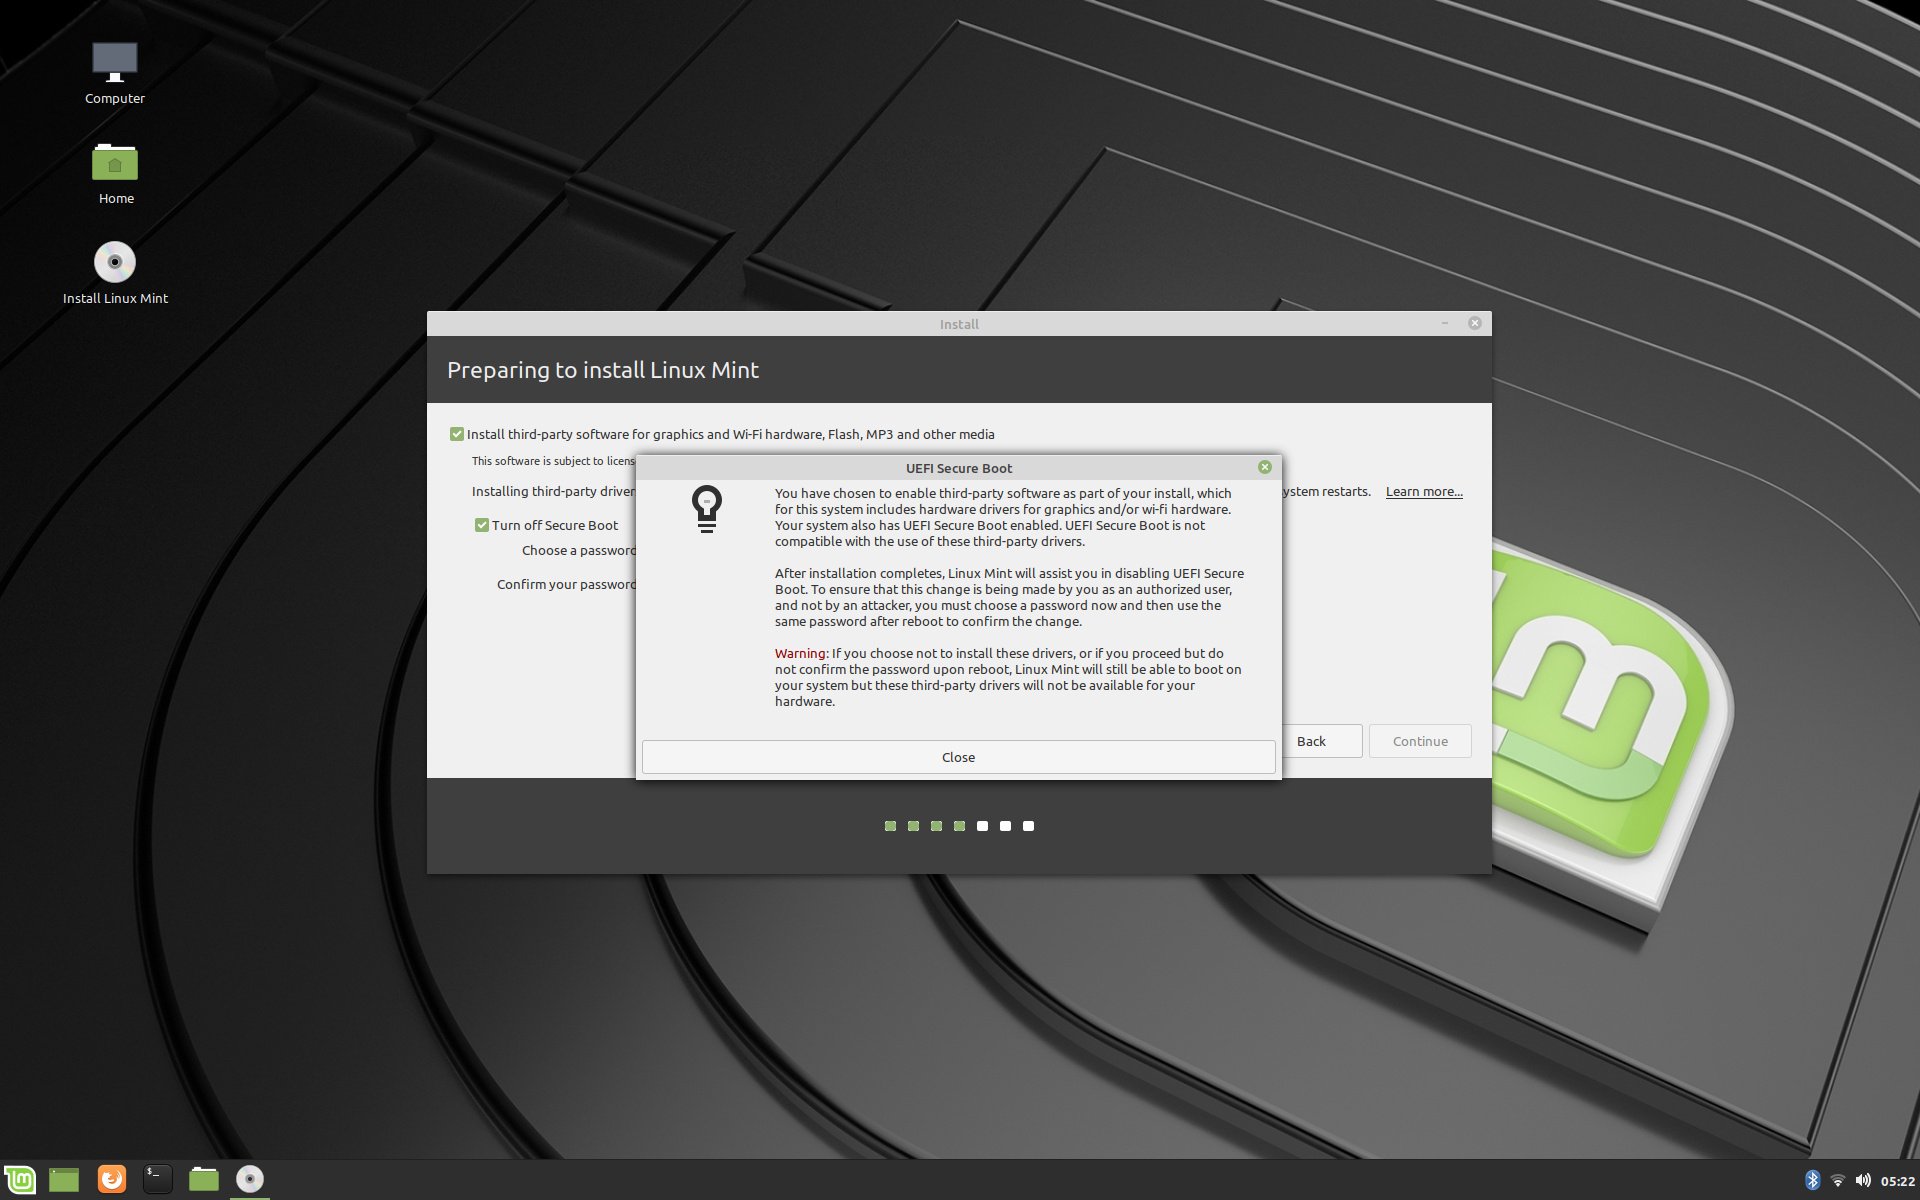 Computer
Home
Install Linux Mint
Install
Preparing to install Linux Mint
Install third-party software for graphics and Wi-Fi hardware, Flash, MP3 and other media
This software is subject to
Installing third-party
ystem restarts. Learn more...
Turn off Secure Boot
Choose a password
Confirm your password
UEFI Secure Boot
You have chosen to enable third-party software as part of your install, which
for this system includes hardware drivers for graphics and/or wi-fi hardware.
Your system also has UEFI Secure Boot enabled. UEFI Secure Boot is not
compatible with the use of these third-party drivers.
After installation completes, Linux Mint will assist you in disabling UEFI Secure
Boot. To ensure that this change is being made by you as an authorized user,
and not by an attacker, you must choose a password now and then use the
same password after reboot to confirm the change.
Warning: If you choose not to install these drivers, or if you proceed but do
not confirm the password upon reboot, Linux Mint will still be able to boot on
your system but these third-party drivers will not be available for your
hardware.
Close
Back
Continue
$_
05:22